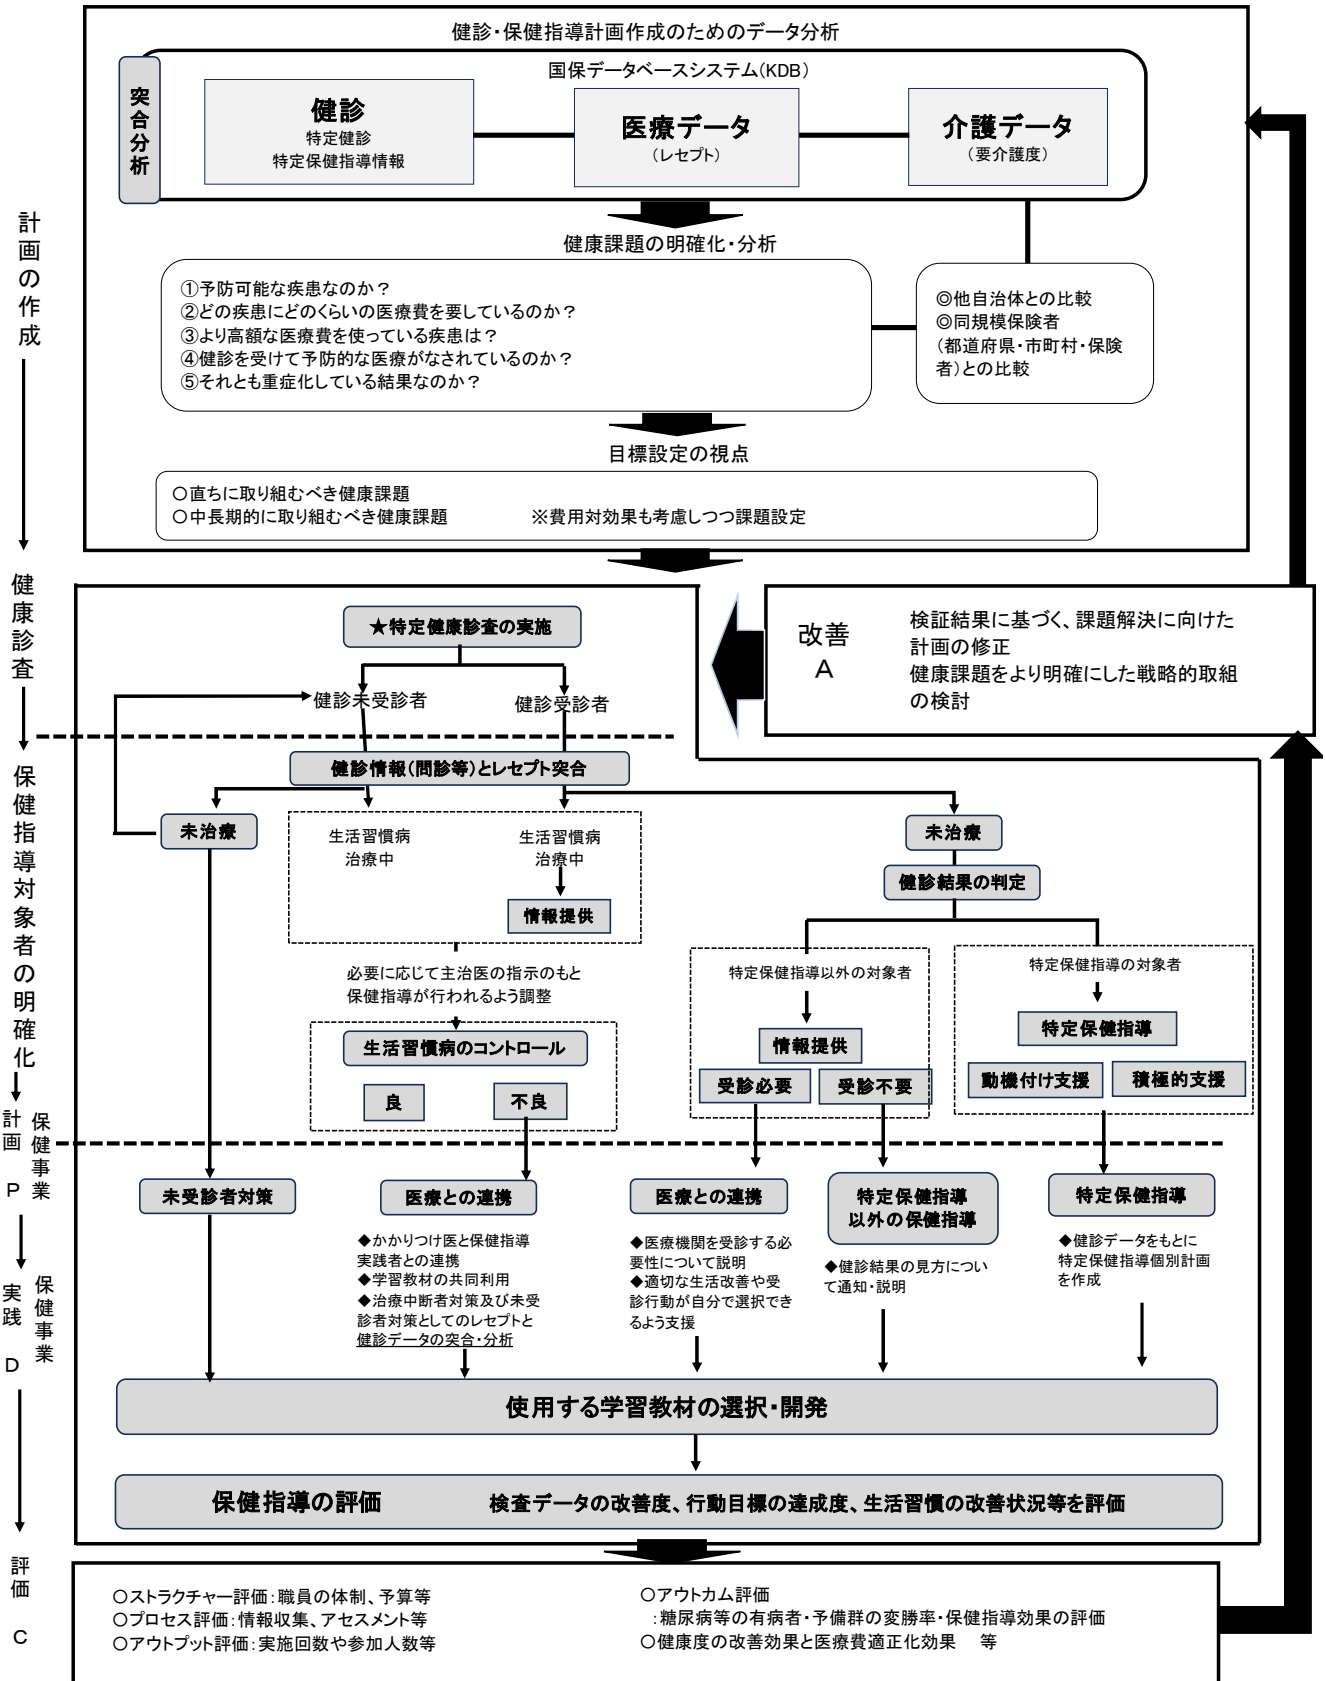 健診・保健指導計画作成のためのデータ分析
国保データベースシステム(KDB)
突合分析
健診
特定健診
特定保健指導情報
医療データ
(レセプト)
介護データ
(要介護度)
計画の作成
健康課題の明確化・分析
①予防可能な疾患なのか?
②どの疾患にどのくらいの医療費を要しているのか?
③より高額な医療費を使っている疾患は?
④健診を受けて予防的な医療がなされているのか?
⑤それとも重症化している結果なのか?
◎他自治体との比較
◎同規模保険者
(都道府県・市町村・保険
者)との比較
目標設定の視点
○直ちに取り組むべき健康課題
○中長期的に取り組むべき健康課題 ※費用対効果も考慮しつつ課題設定
健康診査
★特定健康診査の実施
健診未受診者
健診受診者
改善
A
検証結果に基づく、課題解決に向けた
計画の修正
健康課題をより明確にした戦略的取組
の検討
保健指導対象者の明確化
健診情報(問診等)とレセプト突合
未治療
生活習慣病
治療中
生活習慣病
治療中
情報提供
未治療
健診結果の判定
必要に応じて主治医の指示のもと
保健指導が行われるよう調整
特定保健指導以外の対象者
特定保健指導の対象者
情報提供
特定保健指導
生活習慣病のコントロール
良
不良
受診必要
受診不要
動機付け支援
積極的支援
計画 P
保健事業
未受診者対策
医療との連携
医療との連携
特定保健指導
以外の保健指導
特定保健指導
実践 D
保健事業
◆かかりつけ医と保健指導
実践者との連携
◆学習教材の共同利用
◆治療中断者対策及び未受
診者対策としてのレセプトと
健診データの突合・分析
◆医療機関を受診する必
要性について説明
◆適切な生活改善や受
診行動が自分で選択でき
るよう支援
◆健診結果の見方につい
て通知・説明
◆健診データをもとに
特定保健指導個別計画
を作成
使用する学習教材の選択・開発
保健指導の評価 検査データの改善度、行動目標の達成度、生活習慣の改善状況等を評価
評価 C
○ストラクチャー評価:職員の体制、予算等
○プロセス評価:情報収集、アセスメント等
○アウトプット評価:実施回数や参加人数等
○アウトカム評価
:糖尿病等の有病者・予備群の変勝率・保健指導効果の評価
○健康度の改善効果と医療費適正化効果 等